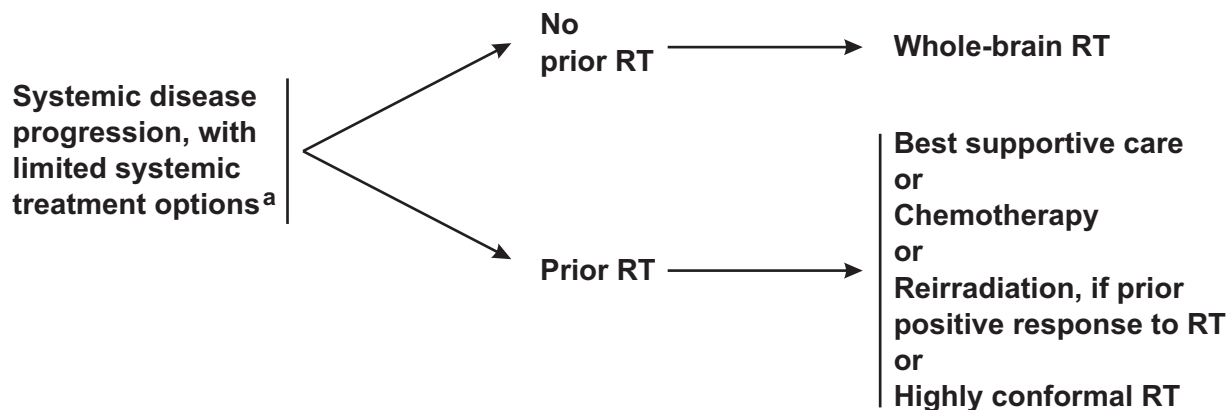 Systemic disease
progression, with
limited systemic
treatment options a
No
prior RT
Whole-brain RT
Prior RT
Best supportive care
or
Chemotherapy
or
Reirradiation, if prior
positive response to RT
or
Highly conformal RT